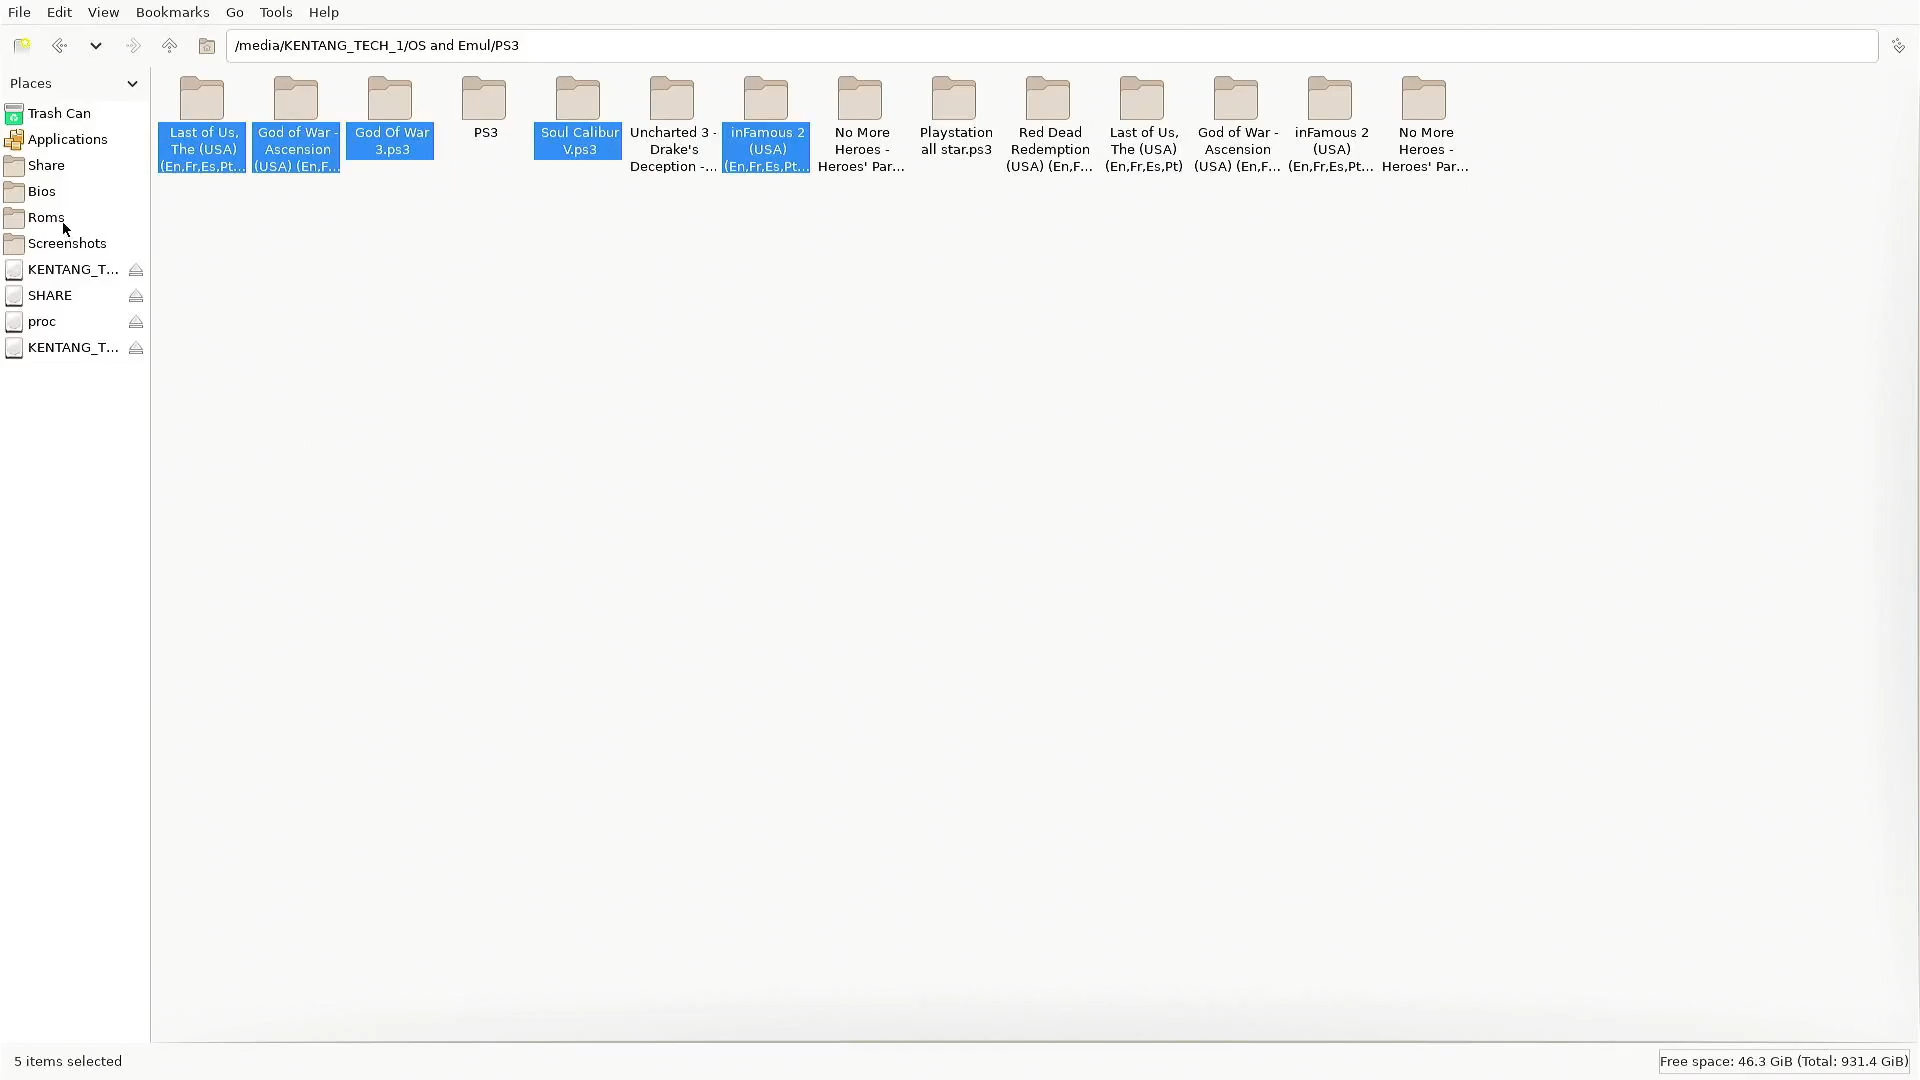 File Edit View Bookmarks Go Tools Help
/media/KENTANG_TECH_1/OS and Emul/PS3
Places
Trash Can
Applications
Share
Bios
Roms
Screenshots
KENTANG_T...
SHARE
proc
KENTANG_T...
Last of Us,
The (USA)
(En,Fr,Es,Pt...
God of War -
Ascension
(USA) (En,F...
God Of War
3.ps3
PS3
Soul Calibur
V.ps3
Uncharted 3 -
Drake's
Deception -...
inFamous 2
(USA)
(En,Fr,Es,Pt...
No More
Heroes -
Heroes' Par...
Playstation
all star.ps3
Red Dead
Redemption
(USA) (En,F...
Last of Us,
The (USA)
(En,Fr,Es,Pt)
God of War -
Ascension
(USA) (En,F...
inFamous 2
(USA)
(En,Fr,Es,Pt...
No More
Heroes -
Heroes' Par...
5 items selected
Free space: 46.3 GiB (Total: 931.4 GiB)